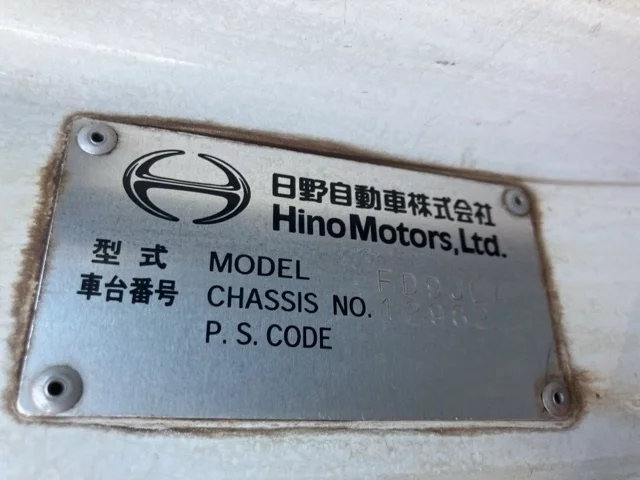 日野自動車株式会社
Hino Motors, Ltd.
型式 MODEL
車台番号 CHASSIS NO.
P.S. CODE